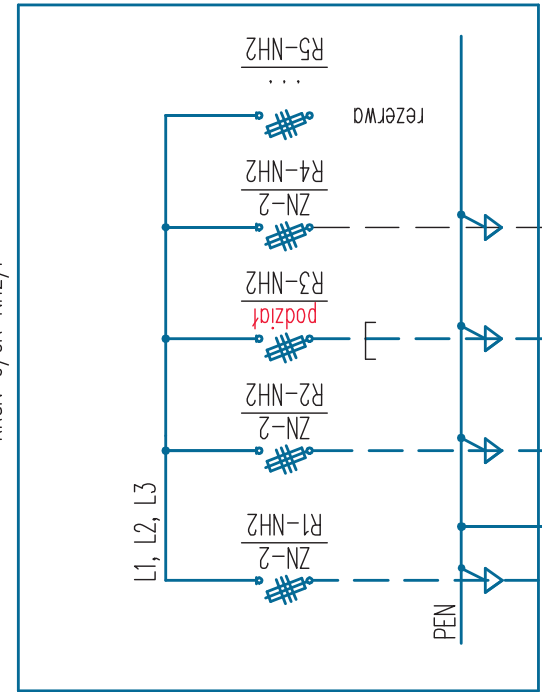 R5-NH2
...
rezerwa
R4-NH2
ZN-2
R3-NH2
podział
R2-NH2
ZN-2
L1, L2, L3
R1-NH2
ZN-2
PEN